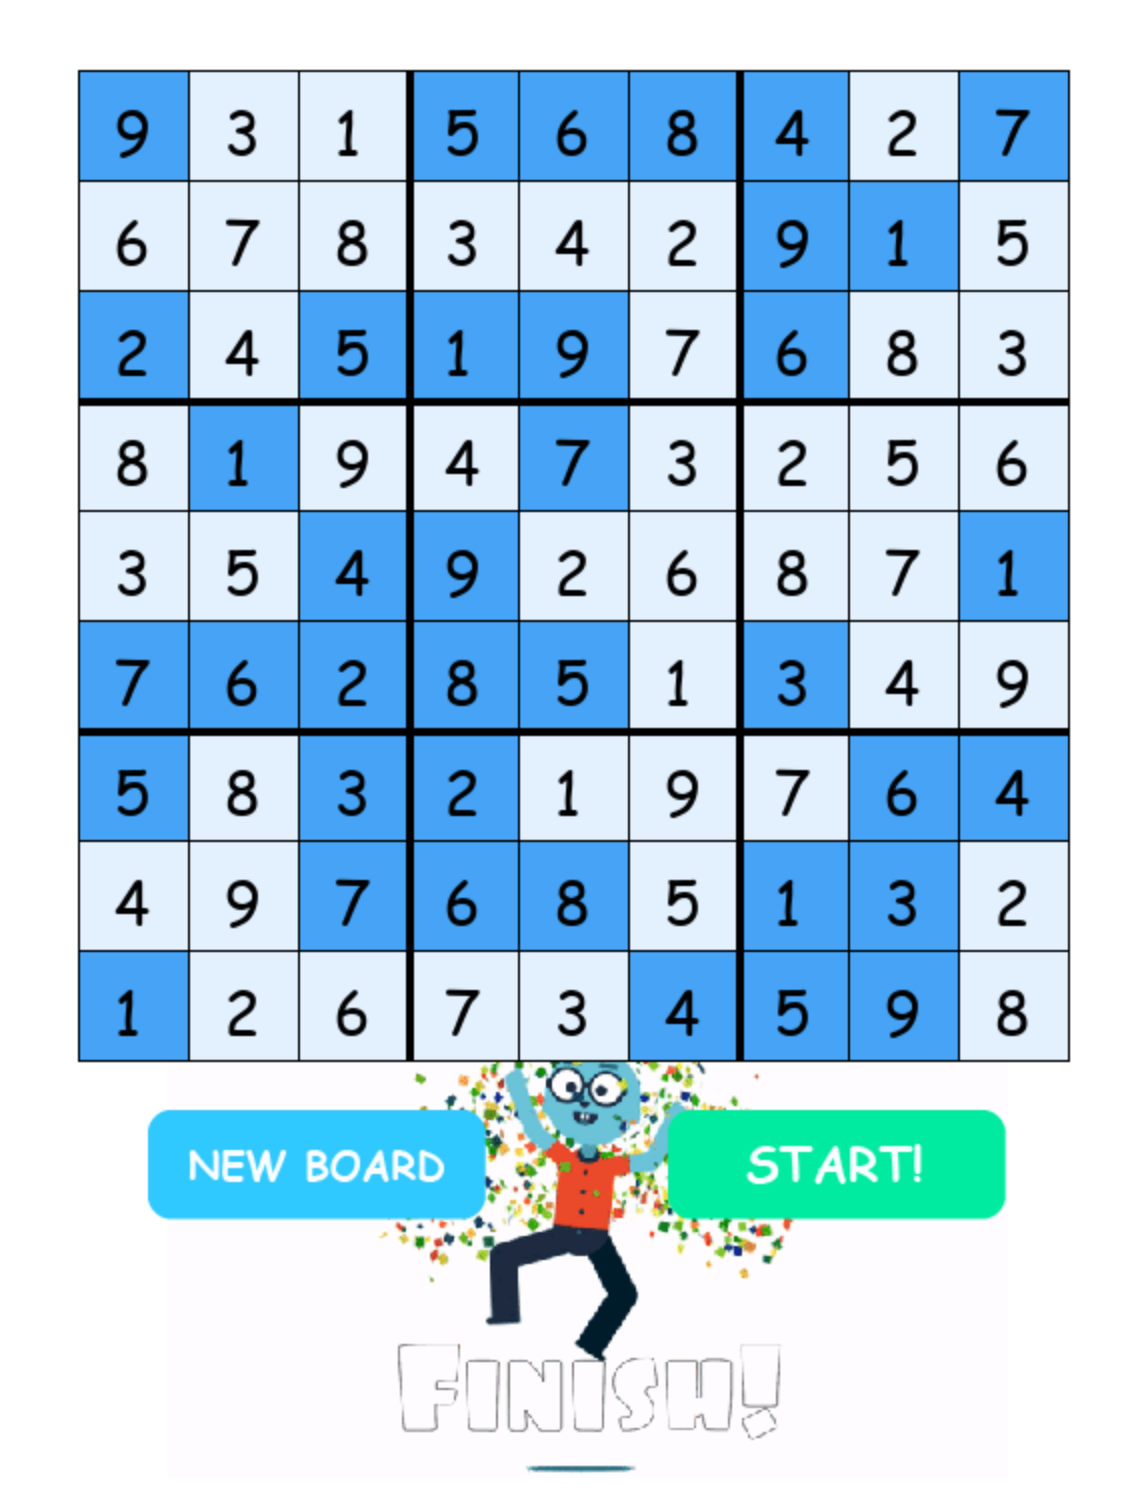 9 3 1 5 6 8 4 2 7
6 7 8 3 4 2 9 1 5
2 4 5 1 9 7 6 8 3
8 1 9 4 7 3 2 5 6
3 5 4 9 2 6 8 7 1
7 6 2 8 5 1 3 4 9
5 8 3 2 1 9 7 6 4
4 9 7 6 8 5 1 3 2
1 2 6 7 3 4 5 9 8
NEW BOARD START!
FINISH!